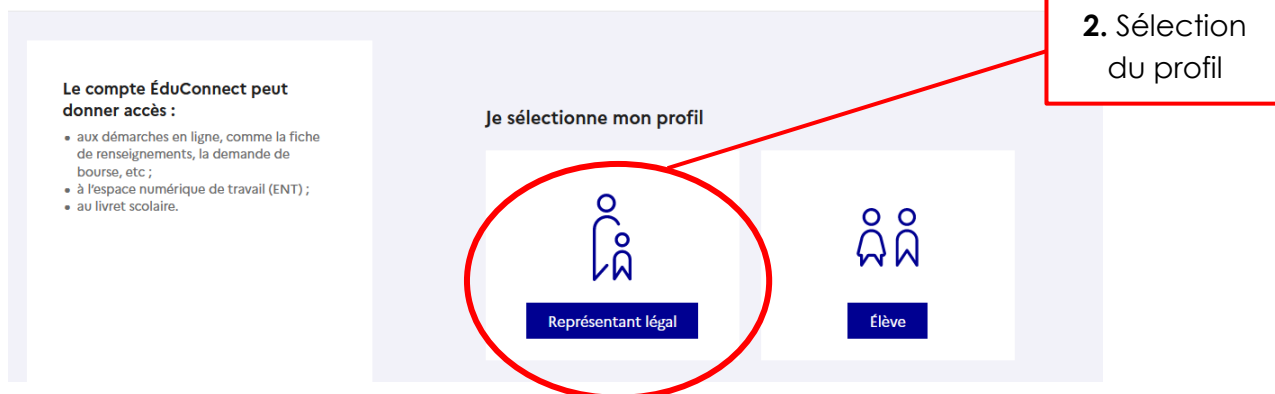 2. Sélection
du profil
Le compte ÉduConnect peut
donner accès :
• aux démarches en ligne, comme la fiche
de renseignements, la demande de
bourse, etc ;
• à l'espace numérique de travail (ENT) ;
• au livret scolaire.
Je sélectionne mon profil
Représentant légal
Élève